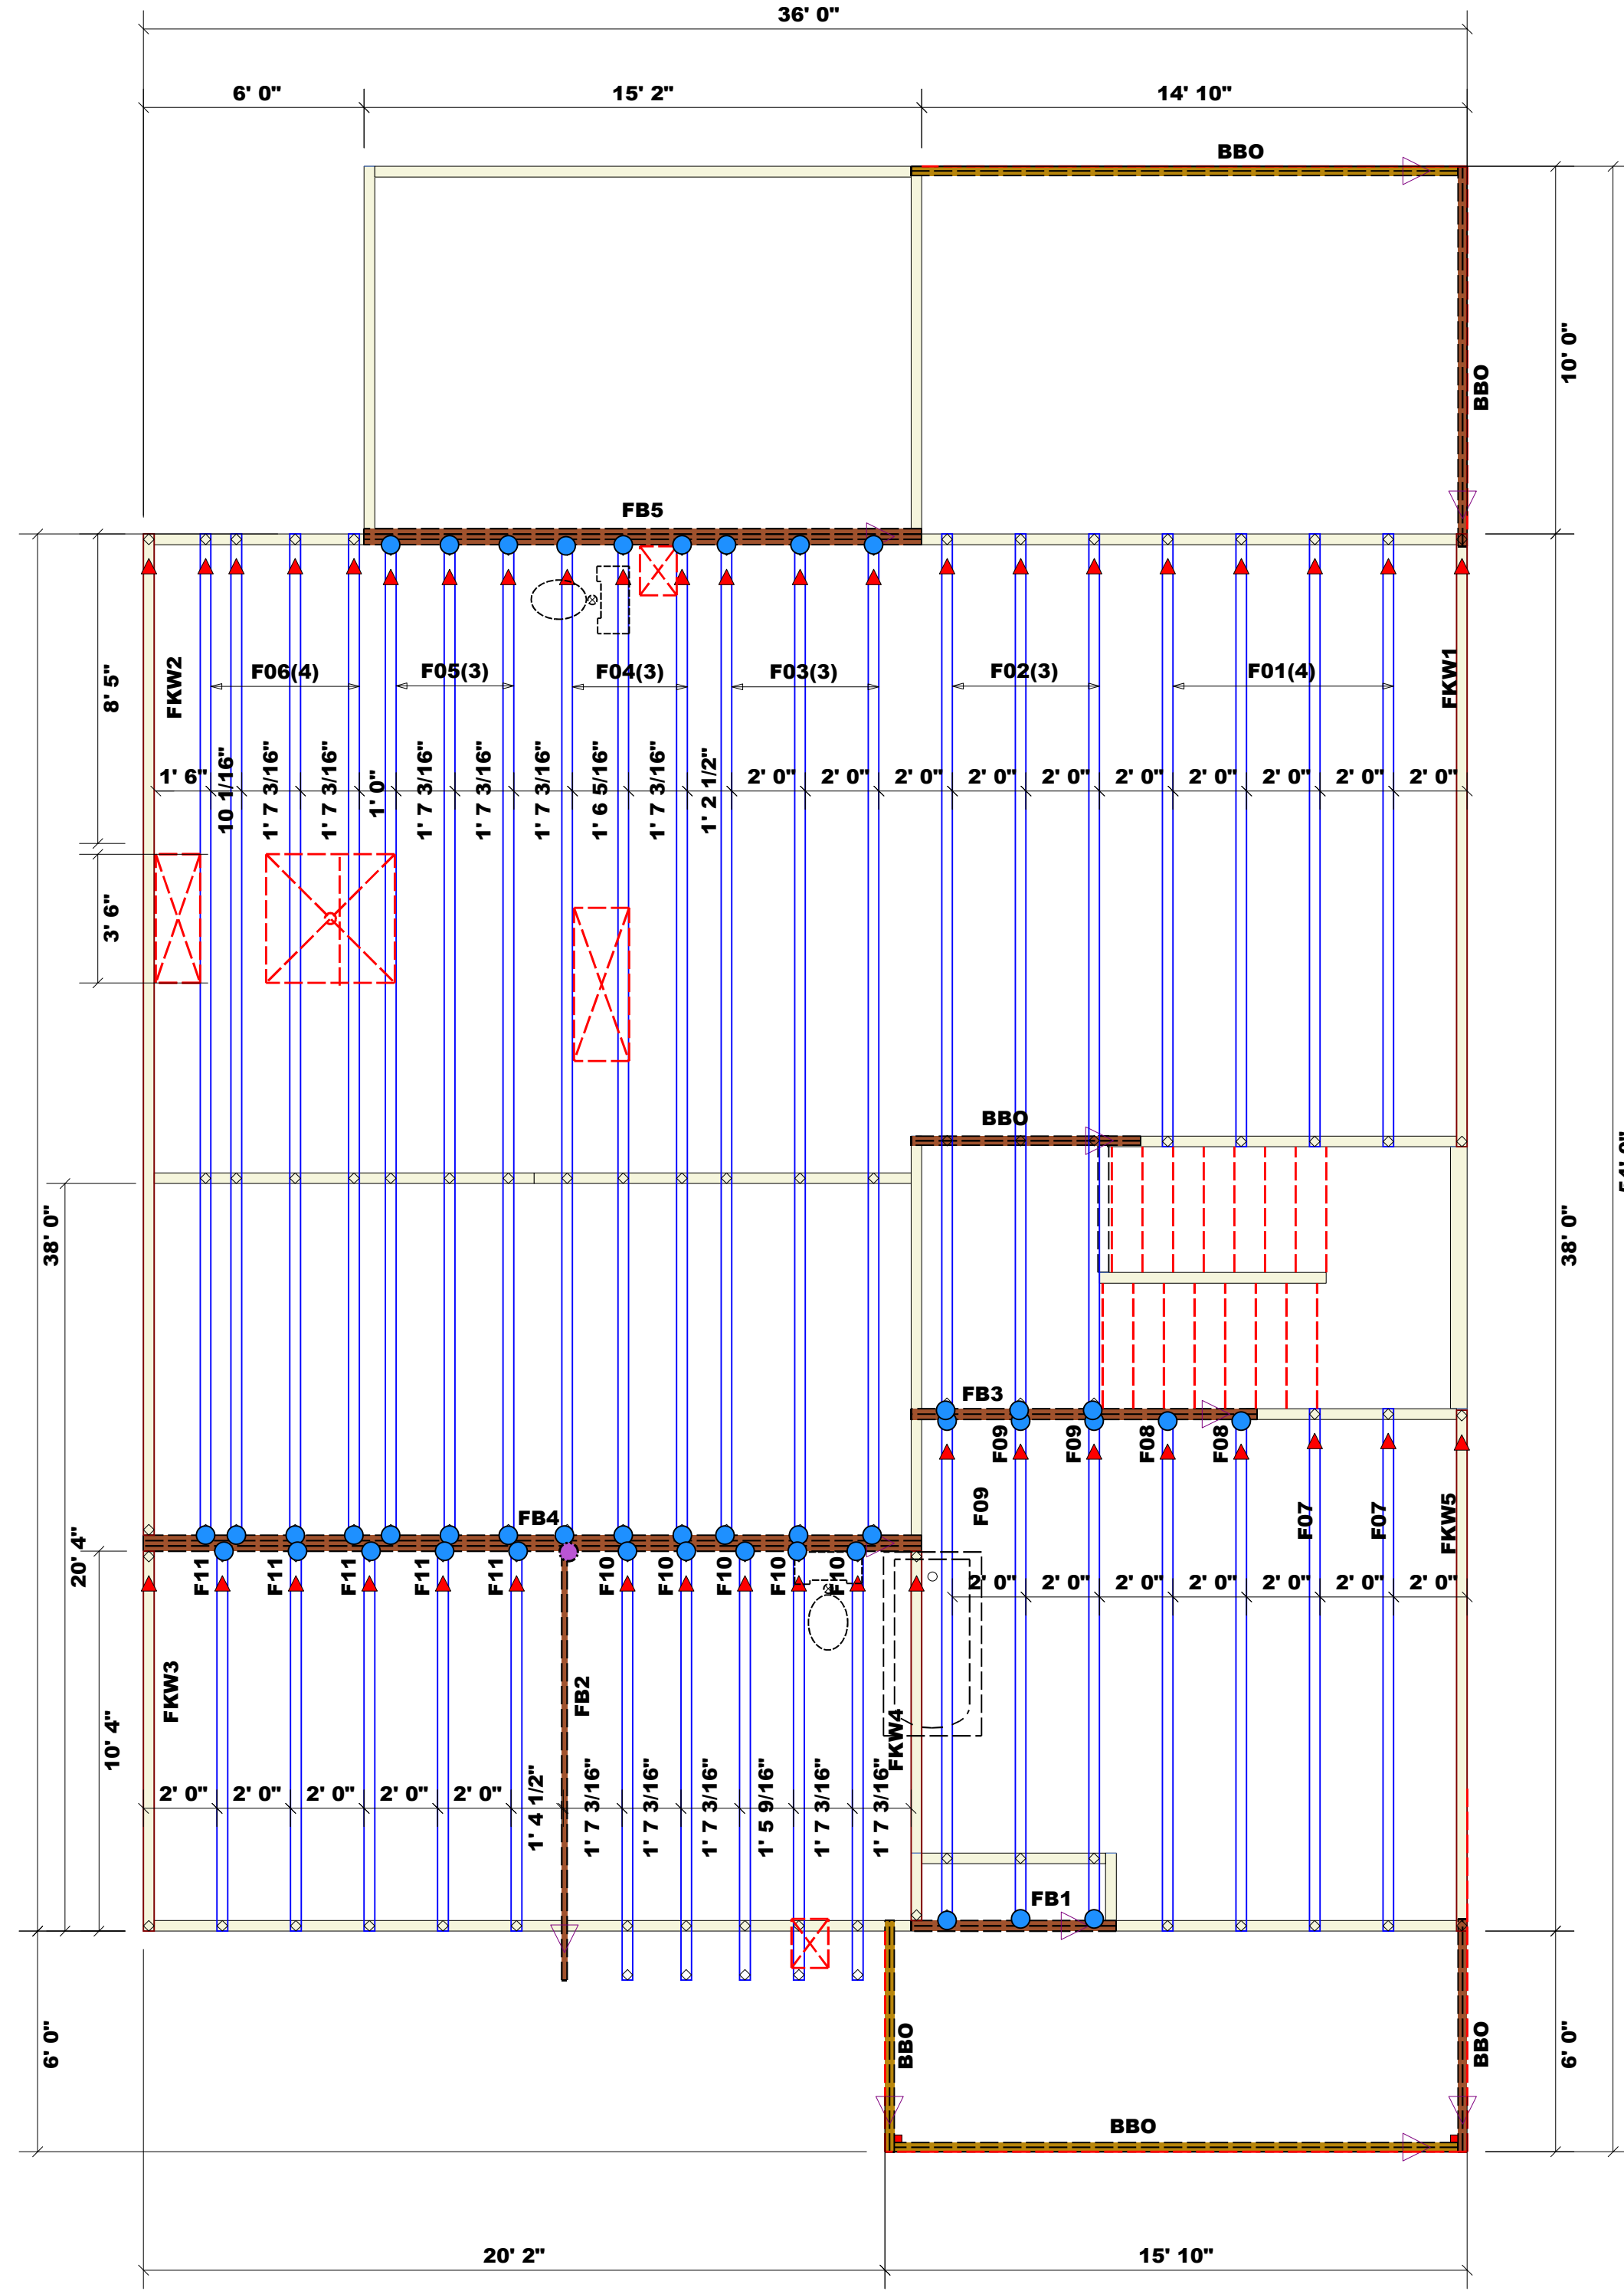 36' 0"
6' 0" 15' 2" 14' 10"
BBO
10' 0"
BBO
FB5
8' 5"
FKW2
F06(4) F05(3) F04(3) F03(3) F02(3) F01(4)
FKW1
1' 6" 10 1/16" 1' 7 3/16" 1' 7 3/16" 1' 0" 1' 7 3/16" 1' 7 3/16" 1' 7 3/16" 1' 6 5/16" 1' 7 3/16" 1' 2 1/2" 2' 0" 2' 0" 2' 0" 2' 0" 2' 0" 2' 0" 2' 0" 2' 0" 2' 0" 2' 0"
3' 6"
BBO
38' 0"
38' 0"
FB3
F09 F09 F08 F08
F09
F07 F07
FKW5
FB4
20' 4"
F11 F11 F11 F11 F11 F10 F10 F10 F10 F10
2' 0" 2' 0" 2' 0" 2' 0" 2' 0" 2' 0" 2' 0"
FKW3
FB2
FKW4
10' 4"
2' 0" 2' 0" 2' 0" 2' 0" 2' 0" 1' 4 1/2" 1' 7 3/16" 1' 7 3/16" 1' 7 3/16" 1' 5 9/16" 1' 7 3/16" 1' 7 3/16"
FB1
6' 0"
BBO
BBO
6' 0"
BBO
20' 2" 15' 10"